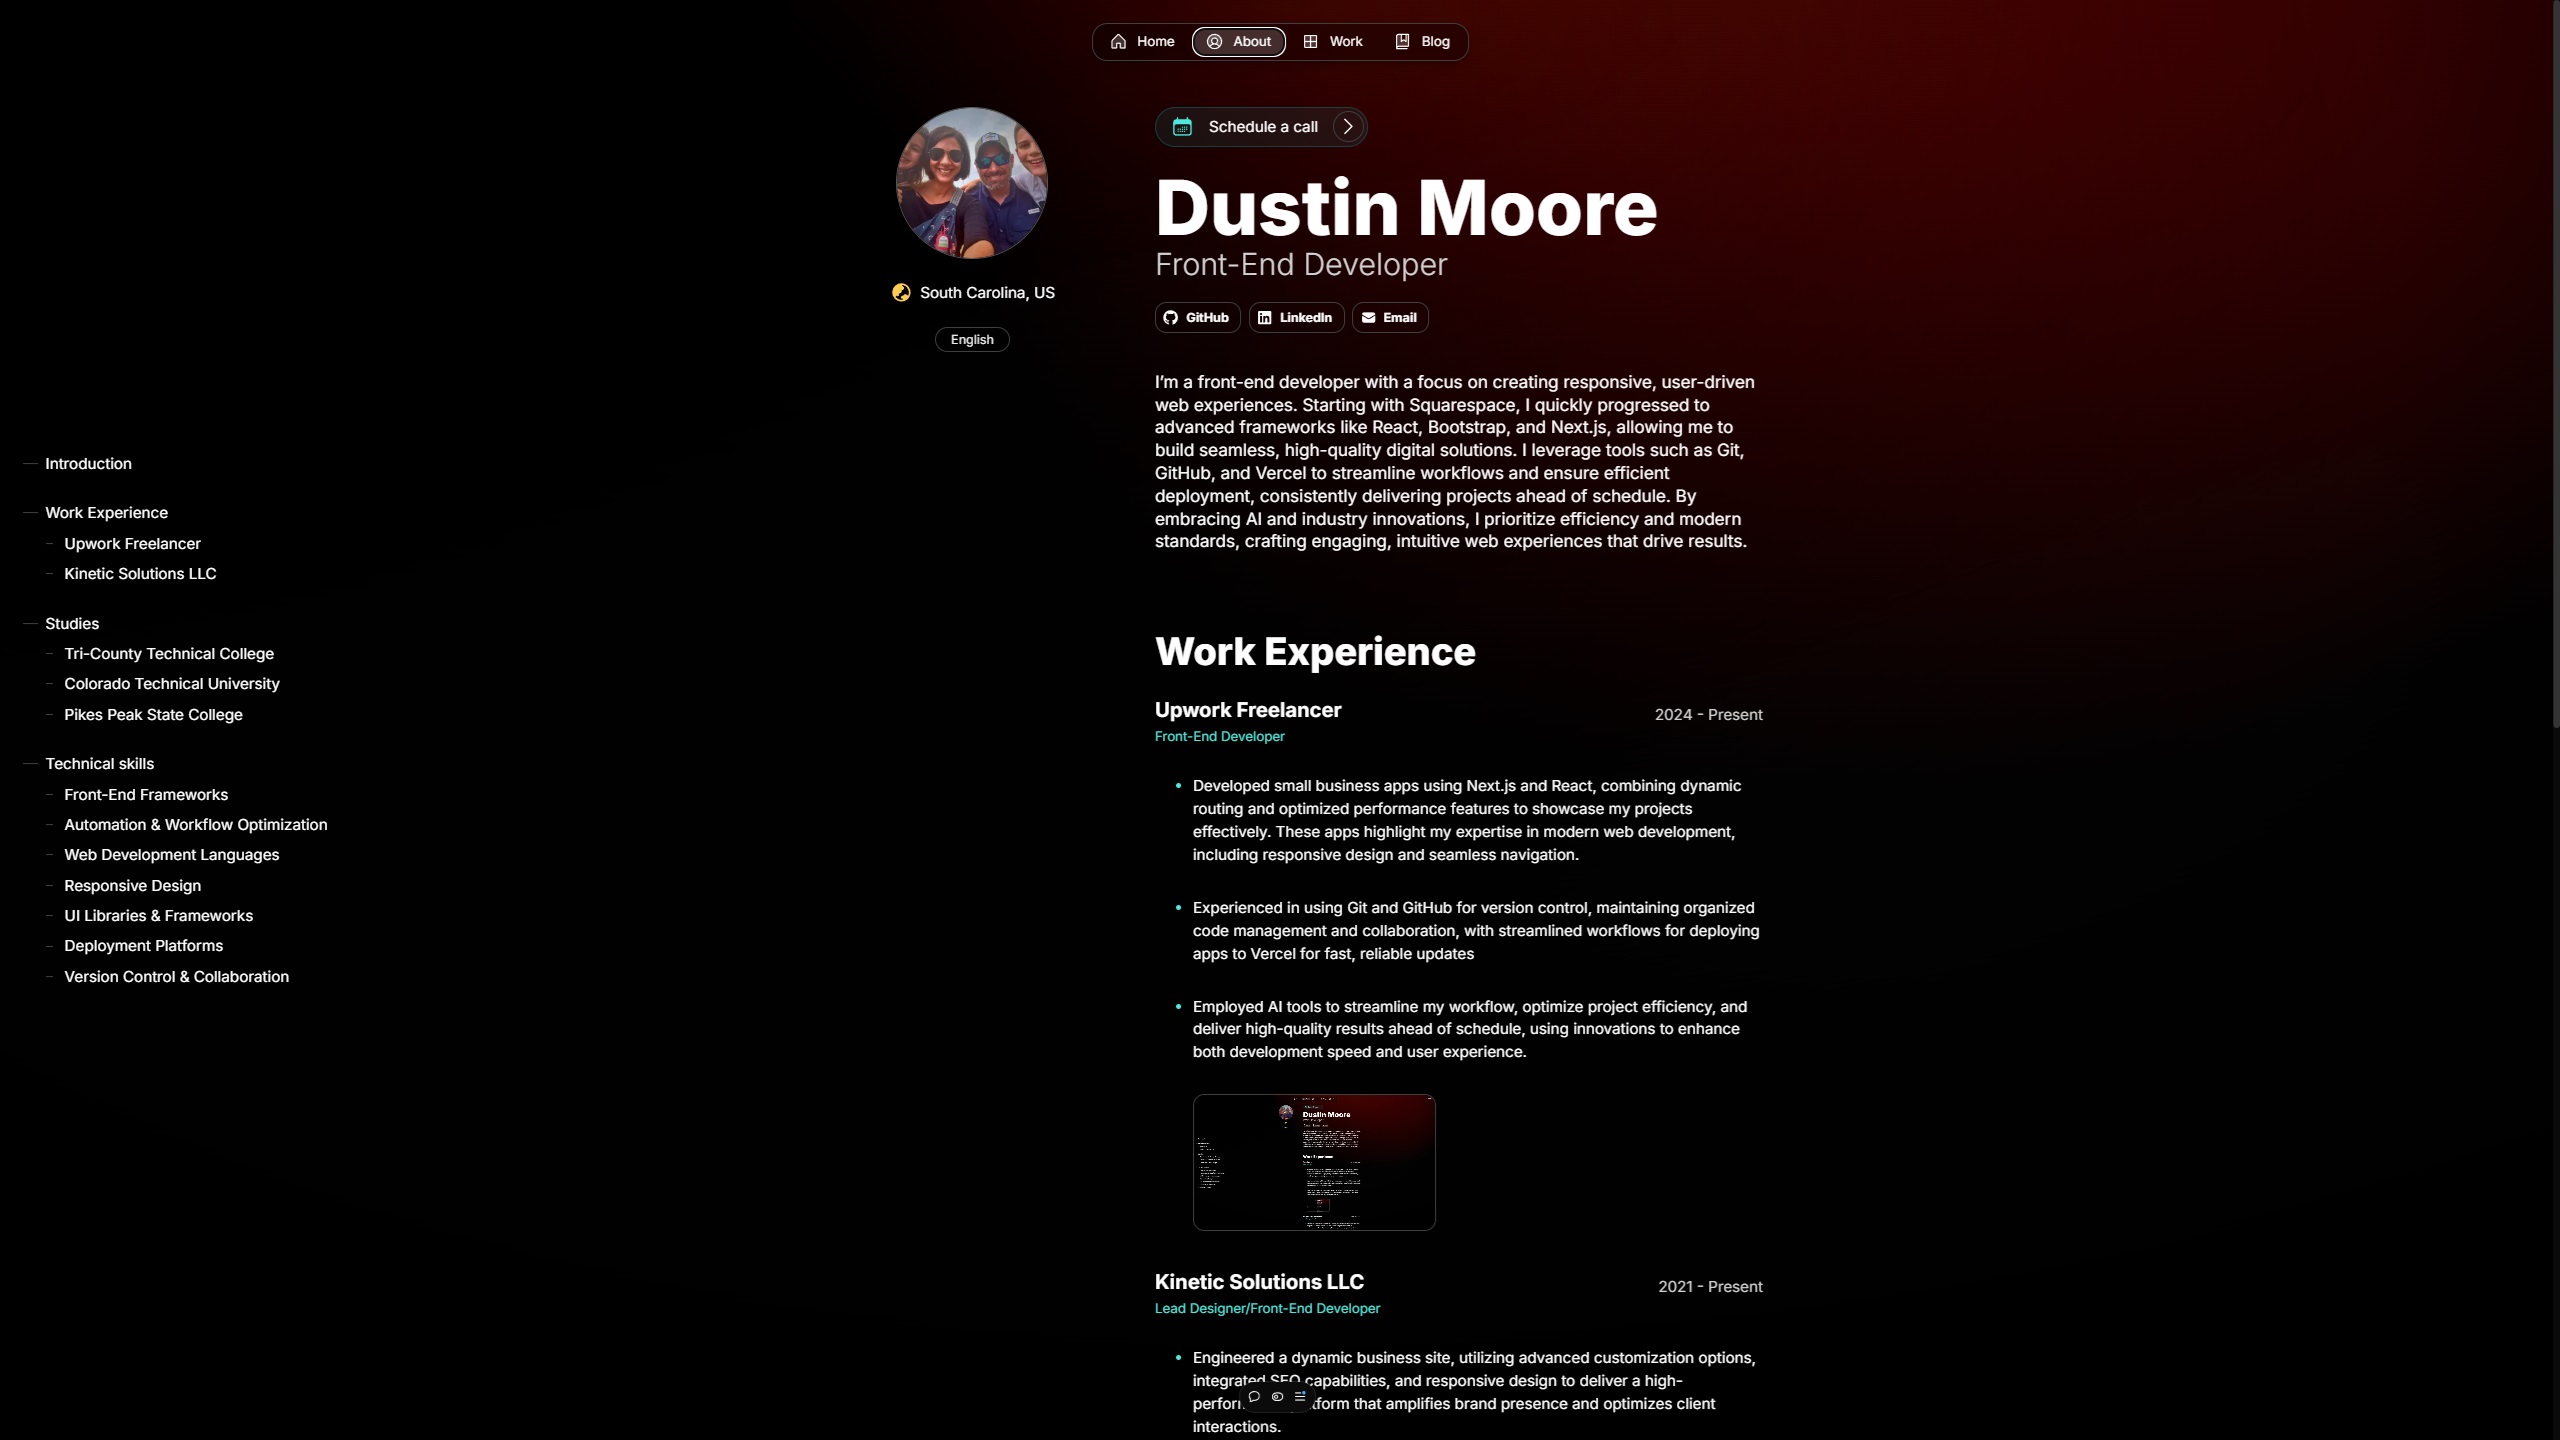 Home
About
Work
Blog
Schedule a call
Dustin Moore
Front-End Developer
South Carolina, US
English
GitHub
LinkedIn
Email
I’m a front-end developer with a focus on creating responsive, user-driven
web experiences. Starting with Squarespace, I quickly progressed to
advanced frameworks like React, Bootstrap, and Next.js, allowing me to
build seamless, high-quality digital solutions. I leverage tools such as Git,
GitHub, and Vercel to streamline workflows and ensure efficient
deployment, consistently delivering projects ahead of schedule. By
embracing AI and industry innovations, I prioritize efficiency and modern
standards, crafting engaging, intuitive web experiences that drive results.
Introduction
Work Experience
Upwork Freelancer
Kinetic Solutions LLC
Studies
Tri-County Technical College
Colorado Technical University
Pikes Peak State College
Technical skills
Front-End Frameworks
Automation & Workflow Optimization
Web Development Languages
Responsive Design
UI Libraries & Frameworks
Deployment Platforms
Version Control & Collaboration
Work Experience
Upwork Freelancer
2024 - Present
Front-End Developer
Developed small business apps using Next.js and React, combining dynamic
routing and optimized performance features to showcase my projects
effectively. These apps highlight my expertise in modern web development,
including responsive design and seamless navigation.
Experienced in using Git and GitHub for version control, maintaining organized
code management and collaboration, with streamlined workflows for deploying
apps to Vercel for fast, reliable updates
Employed AI tools to streamline my workflow, optimize project efficiency, and
deliver high-quality results ahead of schedule, using innovations to enhance
both development speed and user experience.
Dustin Moore
Work Experience
Kinetic Solutions LLC
2021 - Present
Lead Designer/Front-End Developer
Engineered a dynamic business site, utilizing advanced customization options,
integrated SEO capabilities, and responsive design to deliver a high-
that amplifies brand presence and optimizes client
interactions.